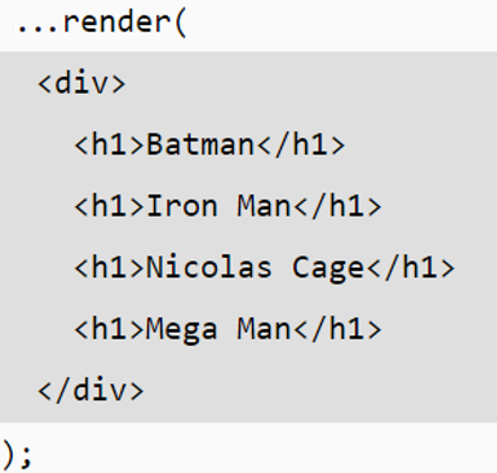 ...render(
  <div>
    <h1>Batman</h1>
    <h1>Iron Man</h1>
    <h1>Nicolas Cage</h1>
    <h1>Mega Man</h1>
  </div>
);